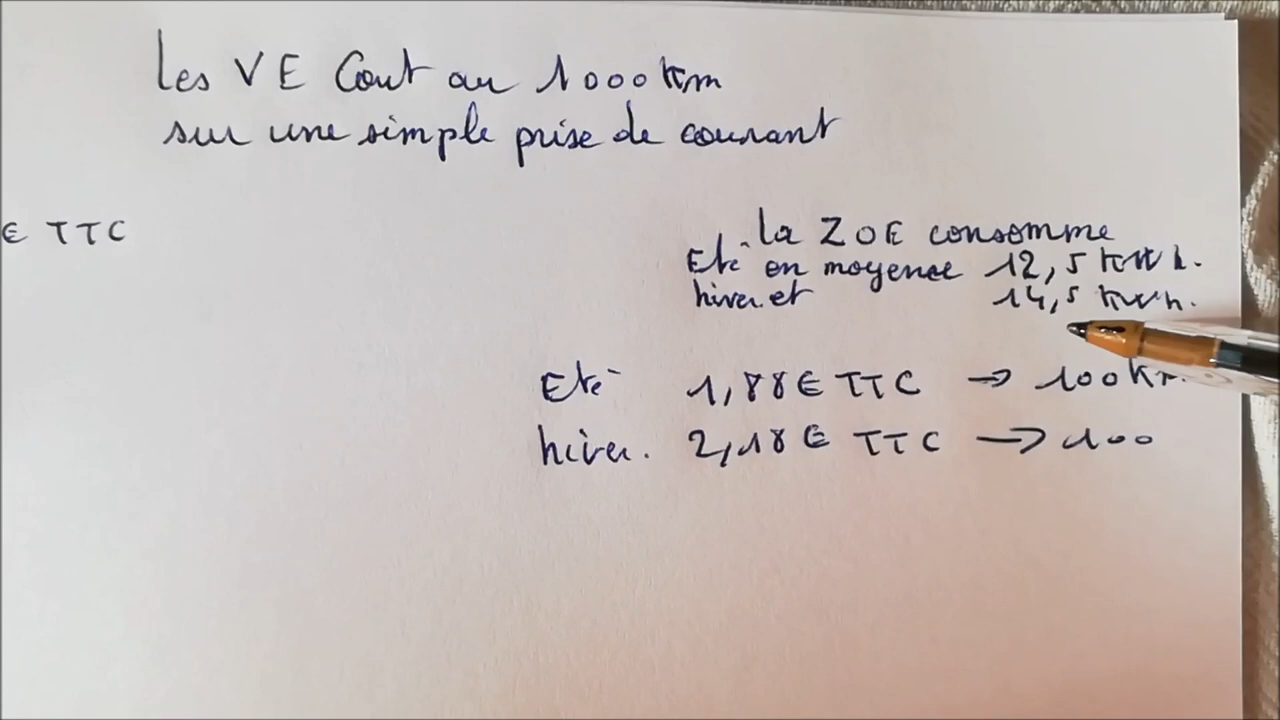 Les VE Cout au 1000 Km
sur une simple prise de courant
€ TTC
la ZOE consomme
Eté en moyenne 12,5 KWh.
hiver et 14,5 KWh.
Eté 1,88€ TTC → 100 Km.
hiver. 2,18€ TTC → 100